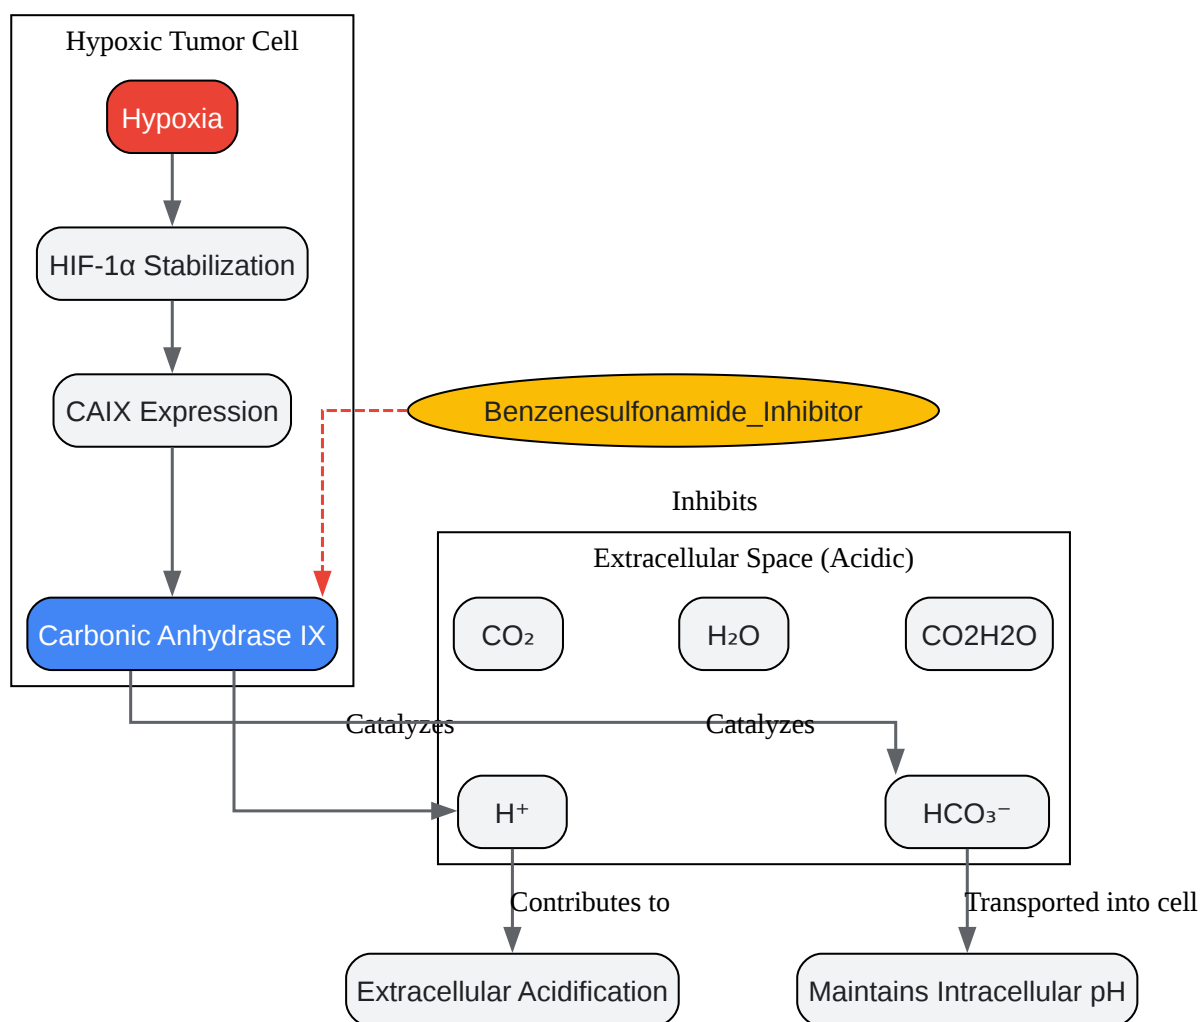 Hypoxic Tumor Cell
Hypoxia
HIF-1α Stabilization
CAIX Expression
Benzenesulfonamide_Inhibitor
Inhibits
Extracellular Space (Acidic)
Carbonic Anhydrase IX
CO₂
H₂O
CO2H2O
Catalyzes
Catalyzes
H⁺
HCO₃⁻
Contributes to
Transported into cell
Extracellular Acidification
Maintains Intracellular pH